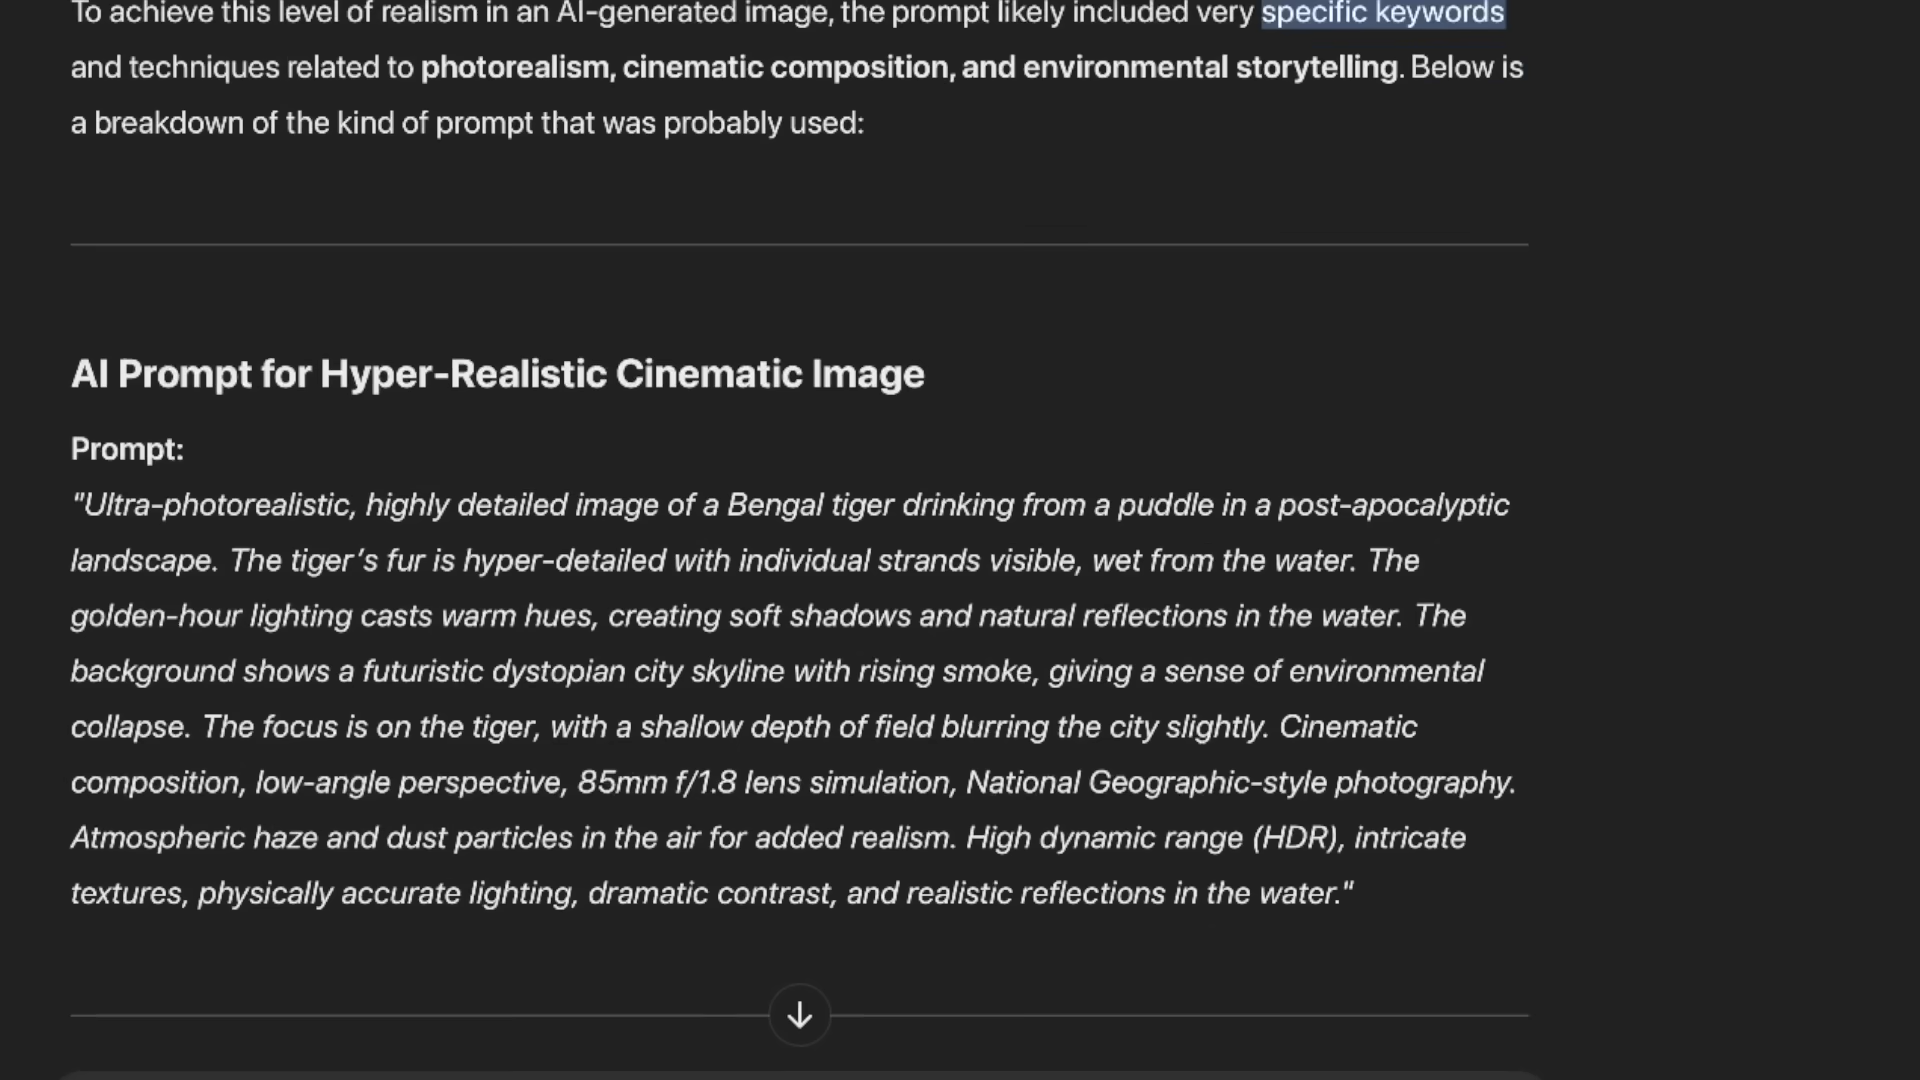 To achieve this level of realism in an AI-generated image, the prompt likely included very specific keywords
and techniques related to photorealism, cinematic composition, and environmental storytelling. Below is
a breakdown of the kind of prompt that was probably used:
AI Prompt for Hyper-Realistic Cinematic Image
Prompt:
"Ultra-photorealistic, highly detailed image of a Bengal tiger drinking from a puddle in a post-apocalyptic
landscape. The tiger’s fur is hyper-detailed with individual strands visible, wet from the water. The
golden-hour lighting casts warm hues, creating soft shadows and natural reflections in the water. The
background shows a futuristic dystopian city skyline with rising smoke, giving a sense of environmental
collapse. The focus is on the tiger, with a shallow depth of field blurring the city slightly. Cinematic
composition, low-angle perspective, 85mm f/1.8 lens simulation, National Geographic-style photography.
Atmospheric haze and dust particles in the air for added realism. High dynamic range (HDR), intricate
textures, physically accurate lighting, dramatic contrast, and realistic reflections in the water."